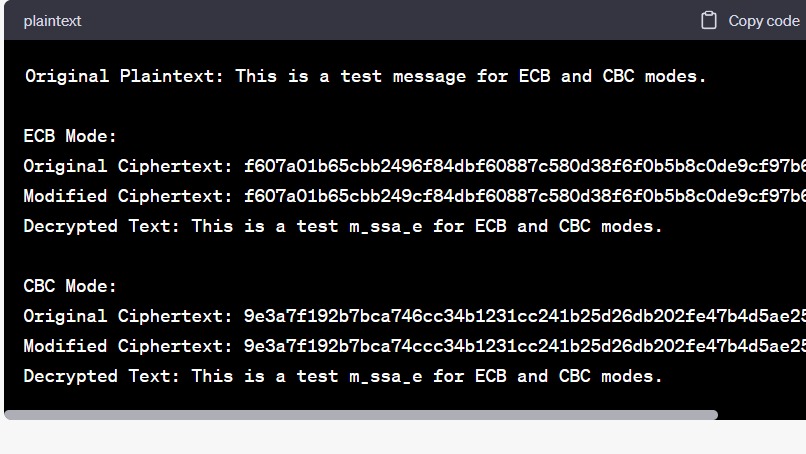 plaintext
Copy code
Original Plaintext: This is a test message for ECB and CBC modes.
ECB Mode:
Original Ciphertext: f607a01b65cbb2496f84dbf60887c580d38f6f0b5b8c0de9cf97b6
Modified Ciphertext: f607a01b65cbb249cf84dbf60887c580d38f6f0b5b8c0de9cf97b6
Decrypted Text: This is a test m_ssa_e for ECB and CBC modes.
CBC Mode:
Original Ciphertext: 9e3a7f192b7bca746cc34b1231cc241b25d26db202fe47b4d5ae25
Modified Ciphertext: 9e3a7f192b7bca74ccc34b1231cc241b25d26db202fe47b4d5ae25
Decrypted Text: This is a test m_ssa_e for ECB and CBC modes.